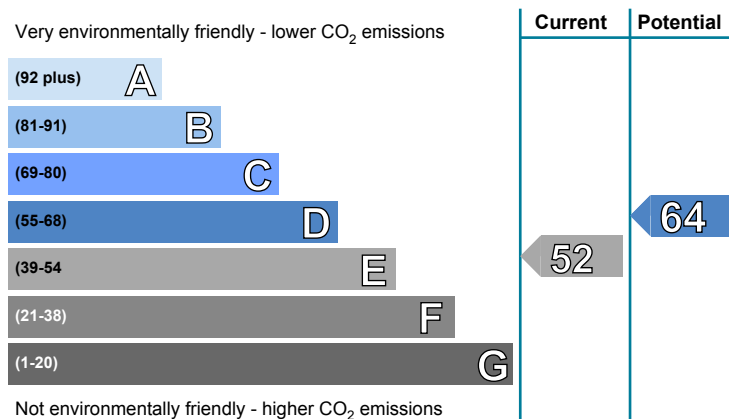 Current Potential
Very environmentally friendly - lower CO2 emissions
(92 plus) A
(81-91) B
(69-80) C
(55-68) D
64
(39-54 E
52
(21-38) F
(1-20) G
Not environmentally friendly - higher CO2 emissions